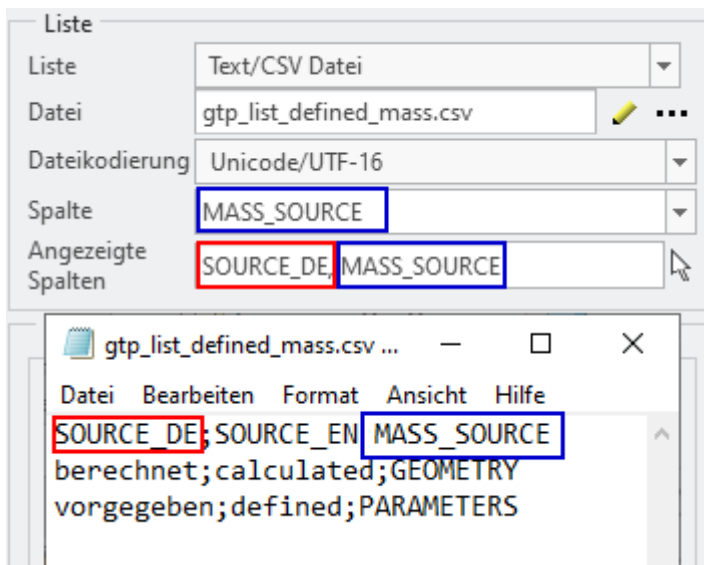 Liste
Liste Text/CSV Datei
Datei gtp_list_defined_mass.csv
Dateikodierung Unicode/UTF-16
Spalte MASS_SOURCE
Angezeigte
Spalten SOURCE_DE, MASS_SOURCE
gtp_list_defined_mass.csv ...
Datei Bearbeiten Format Ansicht Hilfe
SOURCE_DE;SOURCE_EN MASS_SOURCE
berechnet;calculated;GEOMETRY
vorgegeben;defined;PARAMETERS